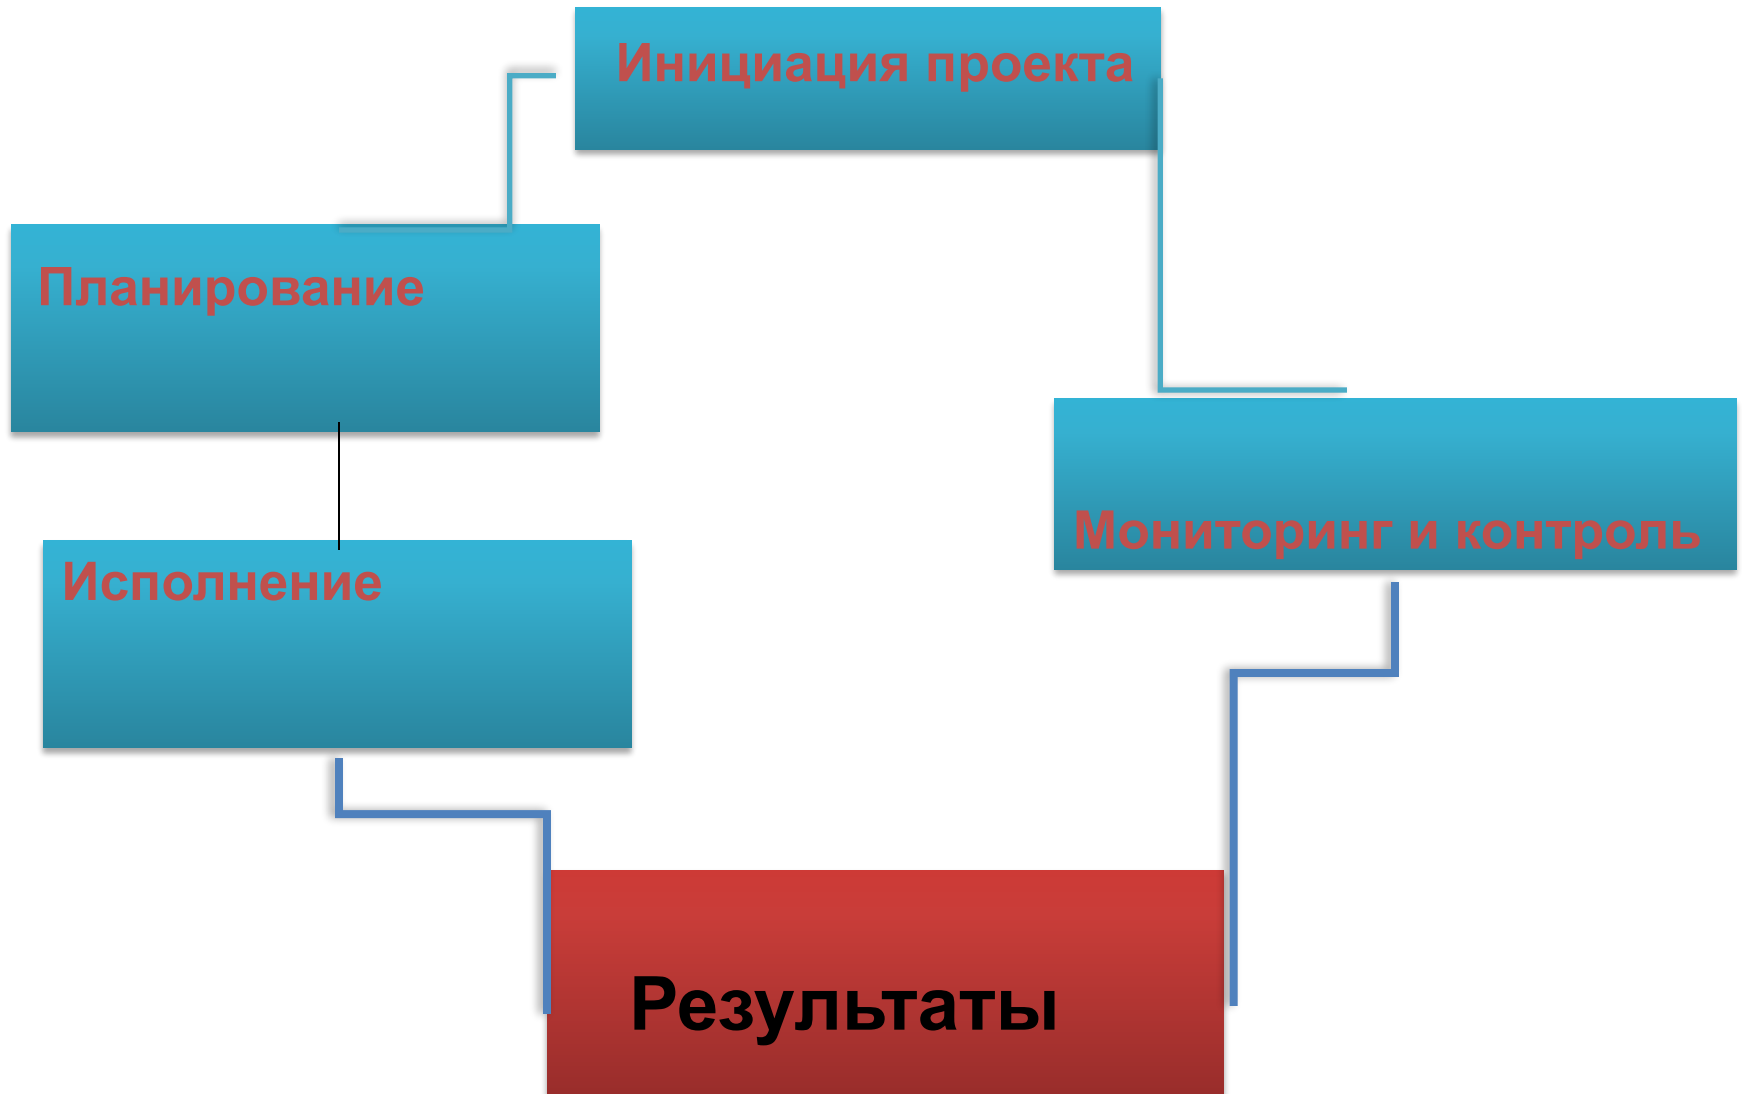 Инициация проекта
Планирование
Мониторинг и контроль
Исполнение
Результаты